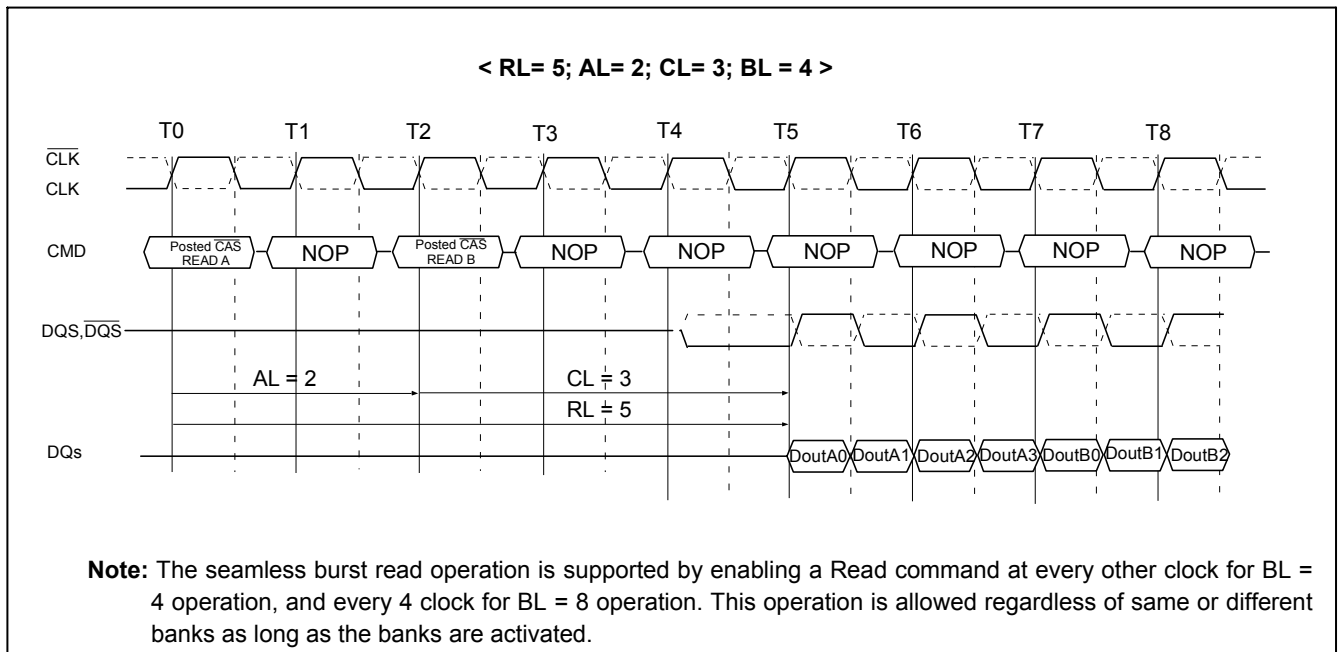 < RL= 5; AL= 2; CL= 3; BL = 4 >
T0 T1 T2 T3 T4 T5 T6 T7 T8
CLK
CLK
CMD
Posted CAS
READ A
NOP
Posted CAS
READ B
NOP NOP NOP NOP NOP NOP
DQS,DQS
AL = 2
CL = 3
RL = 5
DQs
DoutA0 DoutA1 DoutA2 DoutA3 DoutB0 DoutB1 DoutB2
Note: The seamless burst read operation is supported by enabling a Read command at every other clock for BL =
4 operation, and every 4 clock for BL = 8 operation. This operation is allowed regardless of same or different
banks as long as the banks are activated.